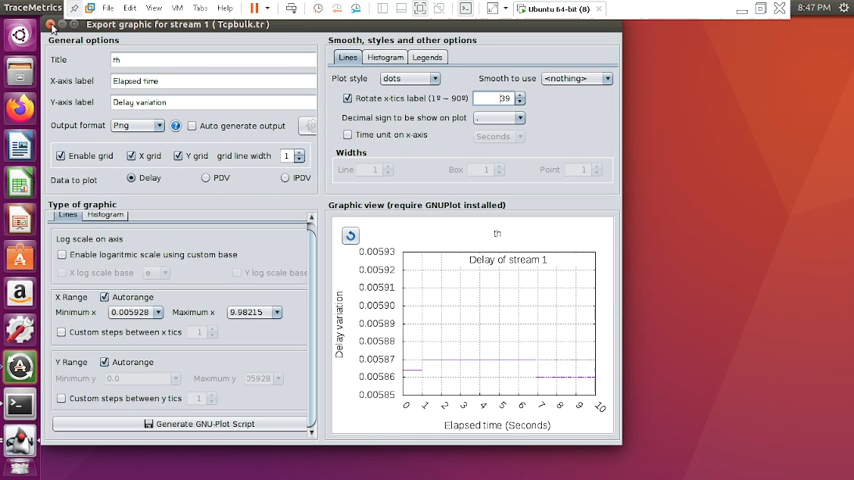 TraceMetrics
File Edit View VM Tabs Help
Ubuntu 64-bit (8)
8:47 PM
Export graphic for stream 1 ( Tcpbulk.tr )
General options
Title th
X-axis label Elapsed time
Y-axis label Delay variation
Output format Png ? Auto generate output
Enable grid X grid Y grid grid line width 1
Data to plot Delay PDV IPDV
Type of graphic
Lines Histogram
Log scale on axis
Enable logaritmic scale using custom base
X log scale base e Y log scale base
X Range Autorange
Minimum x 0.005928 Maximum x 9.98215
Custom steps between x tics 1
Y Range Autorange
Minimum y 0.0 Maximum y 05928
Custom steps between y tics 1
Generate GNU-Plot Script
Smooth, styles and other options
Lines Histogram Legends
Plot style dots Smooth to use <nothing>
Rotate x-tics label (1º ~ 90º) 39
Decimal sign to be show on plot .
Time unit on x-axis Seconds
Widths
Line 1 Box 1 Point 1
Graphic view (require GNUPlot installed)
th
Delay of stream 1
Delay variation
0.00593
0.00592
0.00591
0.00590
0.00589
0.00588
0.00587
0.00586
0.00585
0 1 2 3 4 5 6 7 8 9 10
Elapsed time (Seconds)